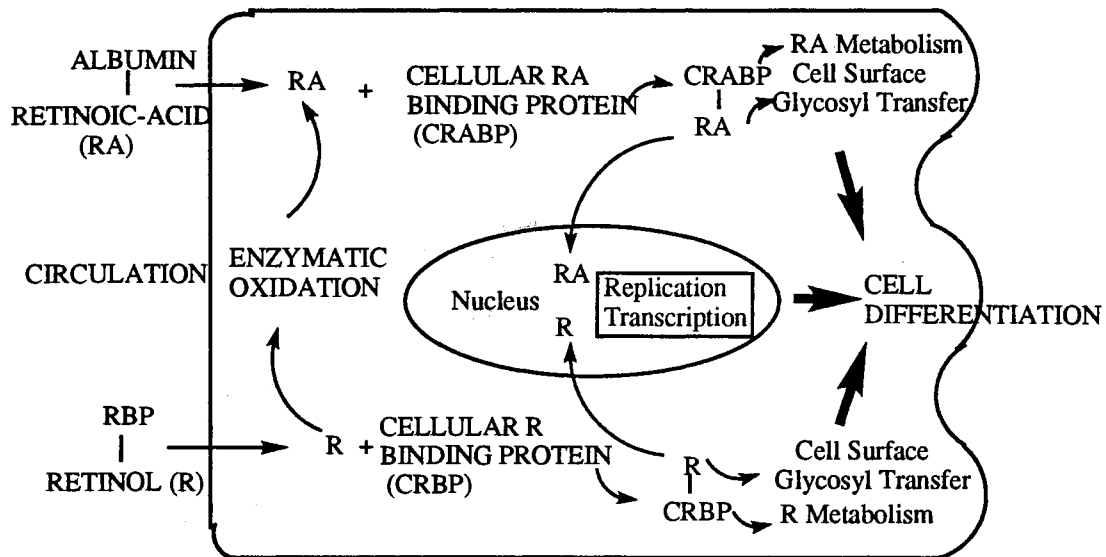 ALBUMIN
RETINOIC-ACID
(RA)
RA
+
CELLULAR RA
BINDING PROTEIN
(CRABP)
CRABP
RA
RA Metabolism
Cell Surface
Glycosyl Transfer
CIRCULATION
ENZYMATIC
OXIDATION
Nucleus
RA
R
Replication
Transcription
CELL
DIFFERENTIATION
RBP
RETINOL (R)
R
+
CELLULAR R
BINDING PROTEIN
(CRBP)
R
CRBP
Cell Surface
Glycosyl Transfer
R Metabolism